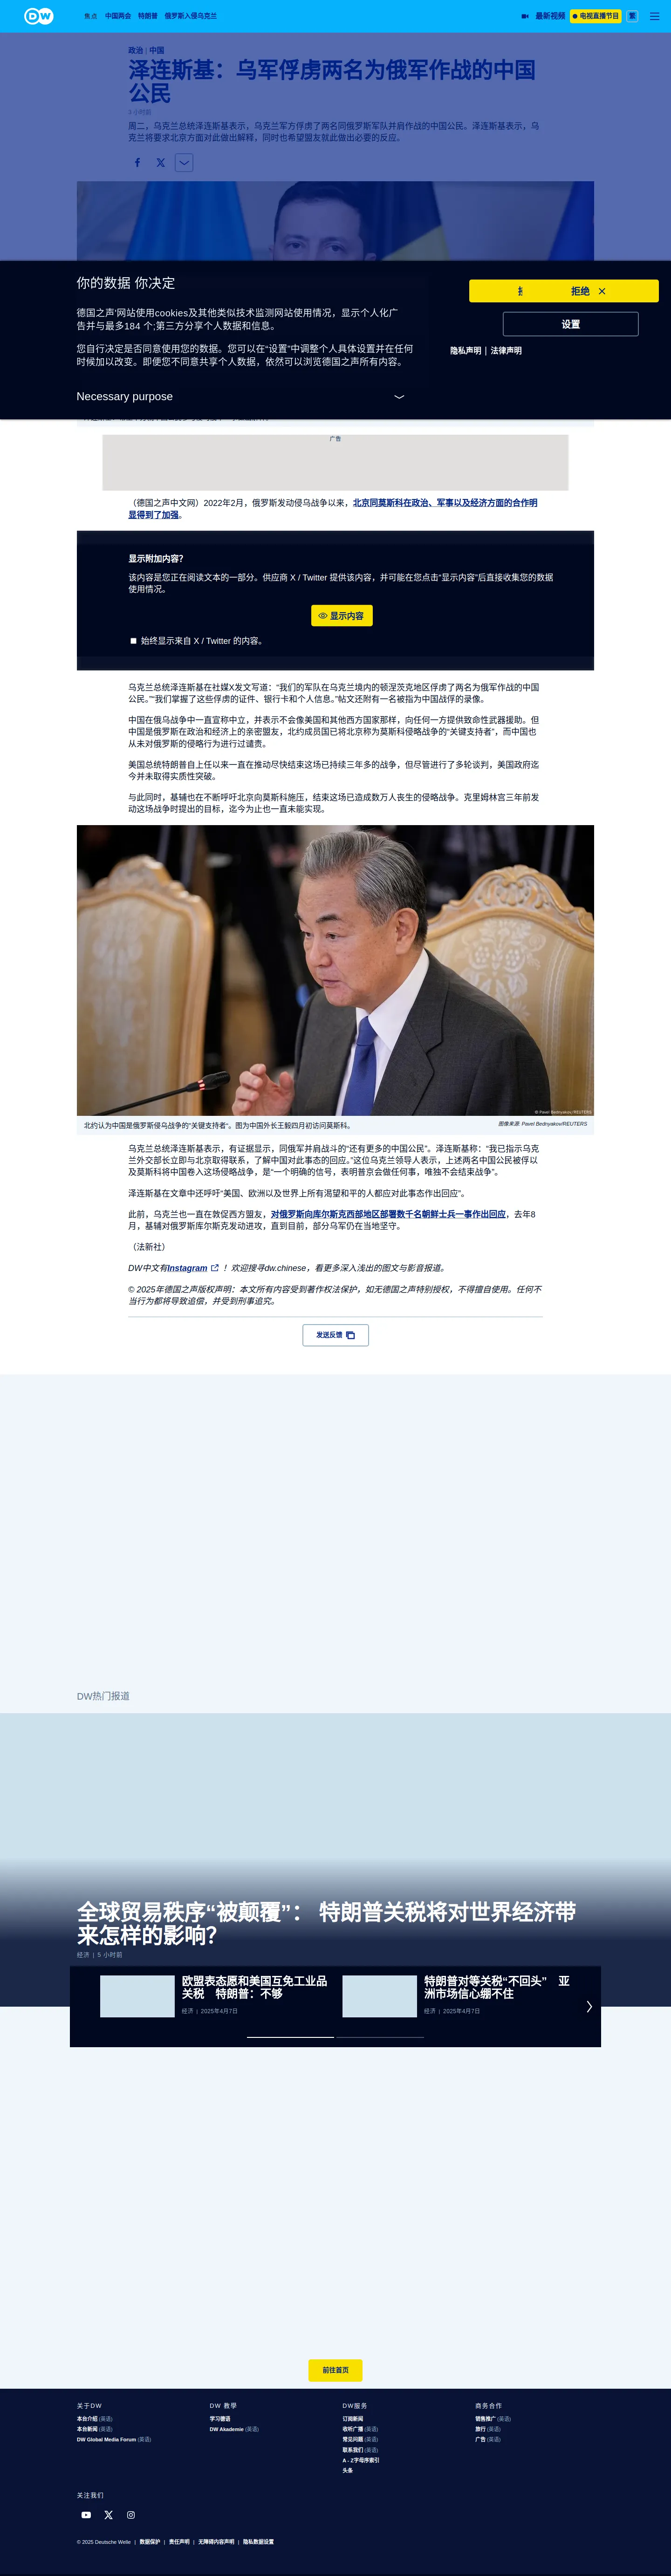 DW
焦点
中国两会
特朗普
俄罗斯入侵乌克兰
最新视频
电视直播节目
繁
政治 | 中国
泽连斯基：乌军俘虏两名为俄军作战的中国
公民
3 小时前
周二，乌克兰总统泽连斯基表示，乌克兰军方俘虏了两名同俄罗斯军队并肩作战的中国公民。泽连斯基表示，乌
克兰将要求北京方面对此做出解释，同时也希望盟友就此做出必要的反应。
你的数据 你决定
德国之声'网站使用cookies及其他类似技术监测网站使用情况，显示个人化广
告并与最多184 个;第三方分享个人数据和信息。
您自行决定是否同意使用您的数据。您可以在“设置”中调整个人具体设置并在任何
时候加以改变。即便您不同意共享个人数据，依然可以浏览德国之声所有内容。
Necessary purpose
拒绝
设置
隐私声明 | 法律声明
广告
（德国之声中文网）2022年2月，俄罗斯发动侵乌战争以来，北京同莫斯科在政治、军事以及经济方面的合作明
显得到了加强。
显示附加内容？
该内容是您正在阅读文本的一部分。供应商 X / Twitter 提供该内容，并可能在您点击“显示内容”后直接收集您的数据
使用情况。
显示内容
始终显示来自 X / Twitter 的内容。
乌克兰总统泽连斯基在社媒X发文写道：“我们的军队在乌克兰境内的顿涅茨克地区俘虏了两名为俄军作战的中国
公民。”“我们掌握了这些俘虏的证件、银行卡和个人信息。”帖文还附有一名被指为中国战俘的录像。
中国在俄乌战争中一直宣称中立，并表示不会像美国和其他西方国家那样，向任何一方提供致命性武器援助。但
中国是俄罗斯在政治和经济上的亲密盟友，北约成员国已将北京称为莫斯科侵略战争的“关键支持者”，而中国也
从未对俄罗斯的侵略行为进行过谴责。
美国总统特朗普自上任以来一直在推动尽快结束这场已持续三年多的战争，但尽管进行了多轮谈判，美国政府迄
今并未取得实质性突破。
与此同时，基辅也在不断呼吁北京向莫斯科施压，结束这场已造成数万人丧生的侵略战争。克里姆林宫三年前发
动这场战争时提出的目标，迄今为止也一直未能实现。
© Pavel Bednyakov/REUTERS
北约认为中国是俄罗斯侵乌战争的“关键支持者“。图为中国外长王毅四月初访问莫斯科。
图像来源: Pavel Bednyakov/REUTERS
乌克兰总统泽连斯基表示，有证据显示，同俄军并肩战斗的“还有更多的中国公民”。泽连斯基称：“我已指示乌克
兰外交部长立即与北京取得联系，了解中国对此事态的回应。”这位乌克兰领导人表示，上述两名中国公民被俘以
及莫斯科将中国卷入这场侵略战争，是“一个明确的信号，表明普京会做任何事，唯独不会结束战争”。
泽连斯基在文章中还呼吁“美国、欧洲以及世界上所有渴望和平的人都应对此事态作出回应”。
此前，乌克兰也一直在敦促西方盟友，对俄罗斯向库尔斯克西部地区部署数千名朝鲜士兵一事作出回应，去年8
月，基辅对俄罗斯库尔斯克发动进攻，直到目前，部分乌军仍在当地坚守。
（法新社）
DW中文有Instagram ！欢迎搜寻dw.chinese，看更多深入浅出的图文与影音报道。
© 2025年德国之声版权声明：本文所有内容受到著作权法保护，如无德国之声特别授权，不得擅自使用。任何不
当行为都将导致追偿，并受到刑事追究。
发送反馈
DW热门报道
全球贸易秩序“被颠覆”： 特朗普关税将对世界经济带
来怎样的影响？
经济 | 5 小时前
欧盟表态愿和美国互免工业品
关税 特朗普：不够
经济 | 2025年4月7日
特朗普对等关税“不回头” 亚
洲市场信心绷不住
经济 | 2025年4月7日
前往首页
关于DW
本台介绍 (英语)
本台新闻 (英语)
DW Global Media Forum (英语)
DW 教學
学习德语
DW Akademie (英语)
DW服务
订阅新闻
收听广播 (英语)
常见问题 (英语)
联系我们 (英语)
A - Z字母序索引
头条
商务合作
销售推广 (英语)
旅行 (英语)
广告 (英语)
关注我们
© 2025 Deutsche Welle | 数据保护 | 责任声明 | 无障碍内容声明 | 隐私数据设置